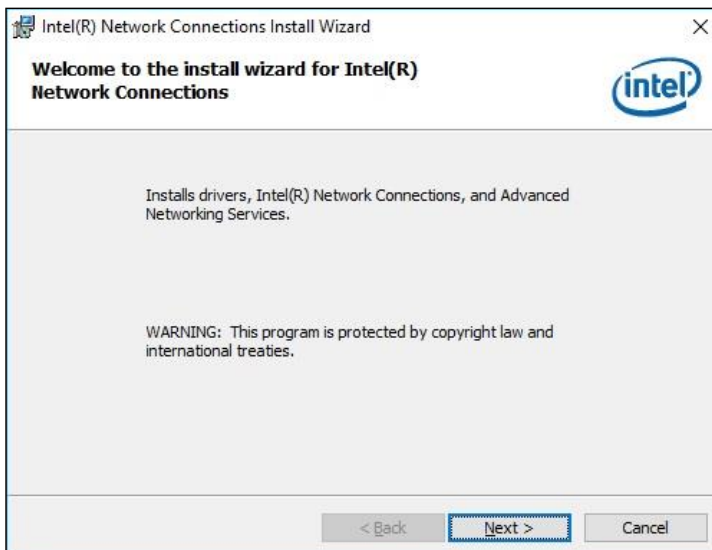 Intel(R) Network Connections Install Wizard
Welcome to the install wizard for Intel(R)
Network Connections
intel
Installs drivers, Intel(R) Network Connections, and Advanced
Networking Services.
WARNING: This program is protected by copyright law and
international treaties.
< Back
Next >
Cancel